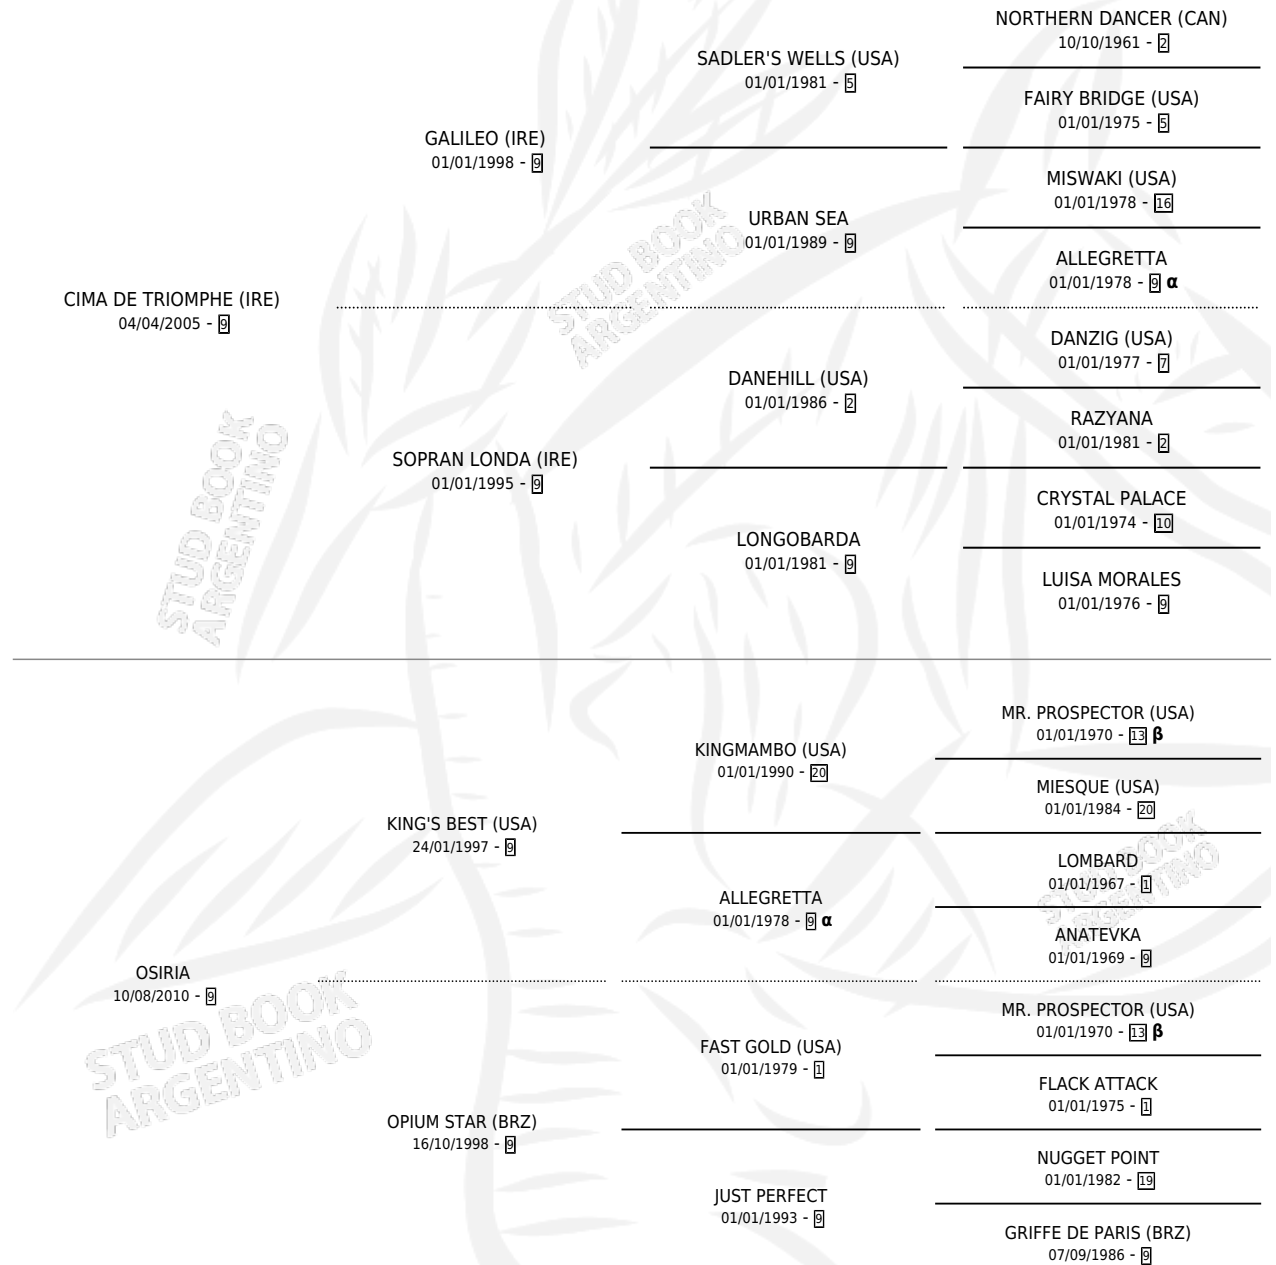 NORTHERN DANCER (CAN)
10/10/1961 - 2
SADLER'S WELLS (USA)
01/01/1981 - 5
FAIRY BRIDGE (USA)
01/01/1975 - 5
GALILEO (IRE)
01/01/1998 - 9
MISWAKI (USA)
01/01/1978 - 16
URBAN SEA
01/01/1989 - 9
ALLEGRETTA
01/01/1978 - 9 α
CIMA DE TRIOMPHE (IRE)
04/04/2005 - 9
DANZIG (USA)
01/01/1977 - 7
DANEHILL (USA)
01/01/1986 - 2
RAZYANA
01/01/1981 - 2
SOPRAN LONDA (IRE)
01/01/1995 - 9
CRYSTAL PALACE
01/01/1974 - 10
LONGOBARDA
01/01/1981 - 9
LUISA MORALES
01/01/1976 - 9
MR. PROSPECTOR (USA)
01/01/1970 - 13 β
KINGMAMBO (USA)
01/01/1990 - 20
MIESQUE (USA)
01/01/1984 - 20
KING'S BEST (USA)
24/01/1997 - 9
LOMBARD
01/01/1967 - 1
ALLEGRETTA
01/01/1978 - 9 α
ANATEVKA
01/01/1969 - 9
OSIRIA
10/08/2010 - 9
MR. PROSPECTOR (USA)
01/01/1970 - 13 β
FAST GOLD (USA)
01/01/1979 - 1
FLACK ATTACK
01/01/1975 - 1
OPIUM STAR (BRZ)
16/10/1998 - 9
NUGGET POINT
01/01/1982 - 19
JUST PERFECT
01/01/1993 - 9
GRIFFE DE PARIS (BRZ)
07/09/1986 - 9
STUD BOOK
ARGENTINO
STUD BOOK
ARGENTINO
STUD BOOK
ARGENTINO
STUD BOOK
ARGENTINO